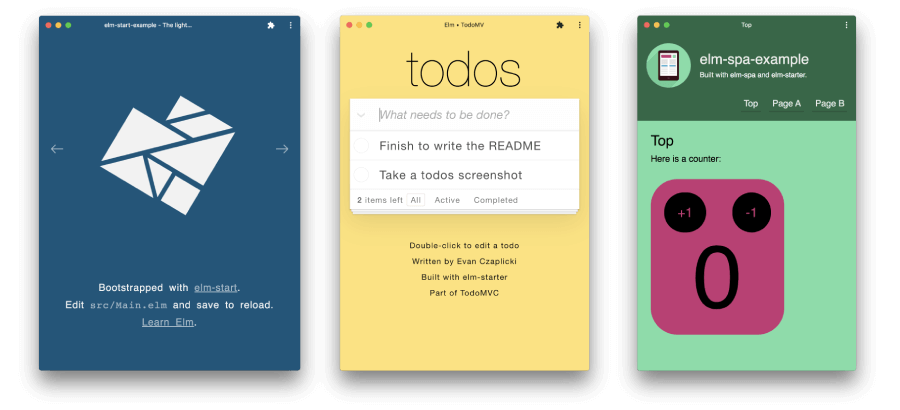 elm-start-example - The light...
Bootstrapped with elm-start.
Edit src/Main.elm and save to reload.
Learn Elm.
Elm • TodoMV
todos
What needs to be done?
Finish to write the README
Take a todos screenshot
2 items left All Active Completed
Double-click to edit a todo
Written by Evan Czaplicki
Built with elm-starter
Part of TodoMVC
Top
elm-spa-example
Built with elm-spa and elm-starter.
Top Page A Page B
Top
Here is a counter:
+1 -1
0